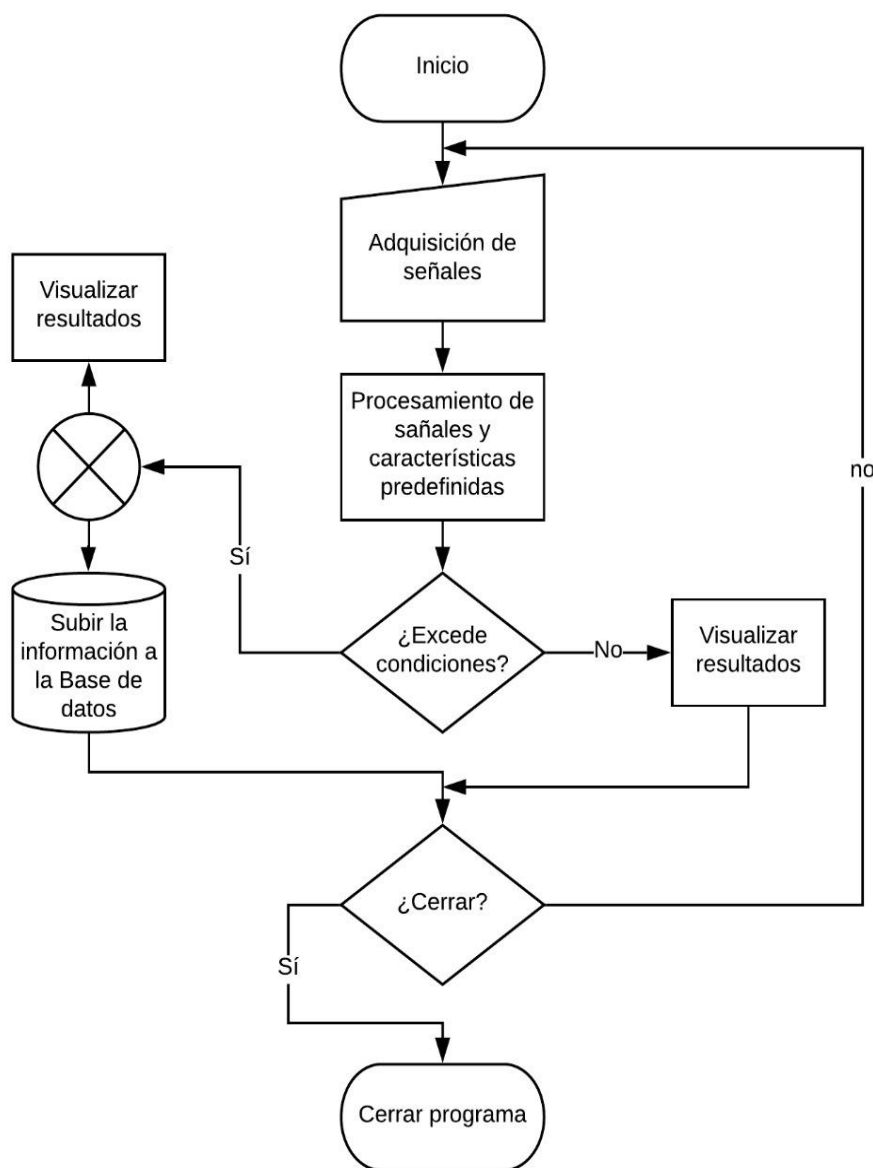 Inicio
Adquisición de
señales
Visualizar
resultados
Procesamiento de
sañales y
características
predefinidas
no
Sí
¿Excede
condiciones?
No
Visualizar
resultados
Subir la
información a
la Base de
datos
¿Cerrar?
Sí
Cerrar programa